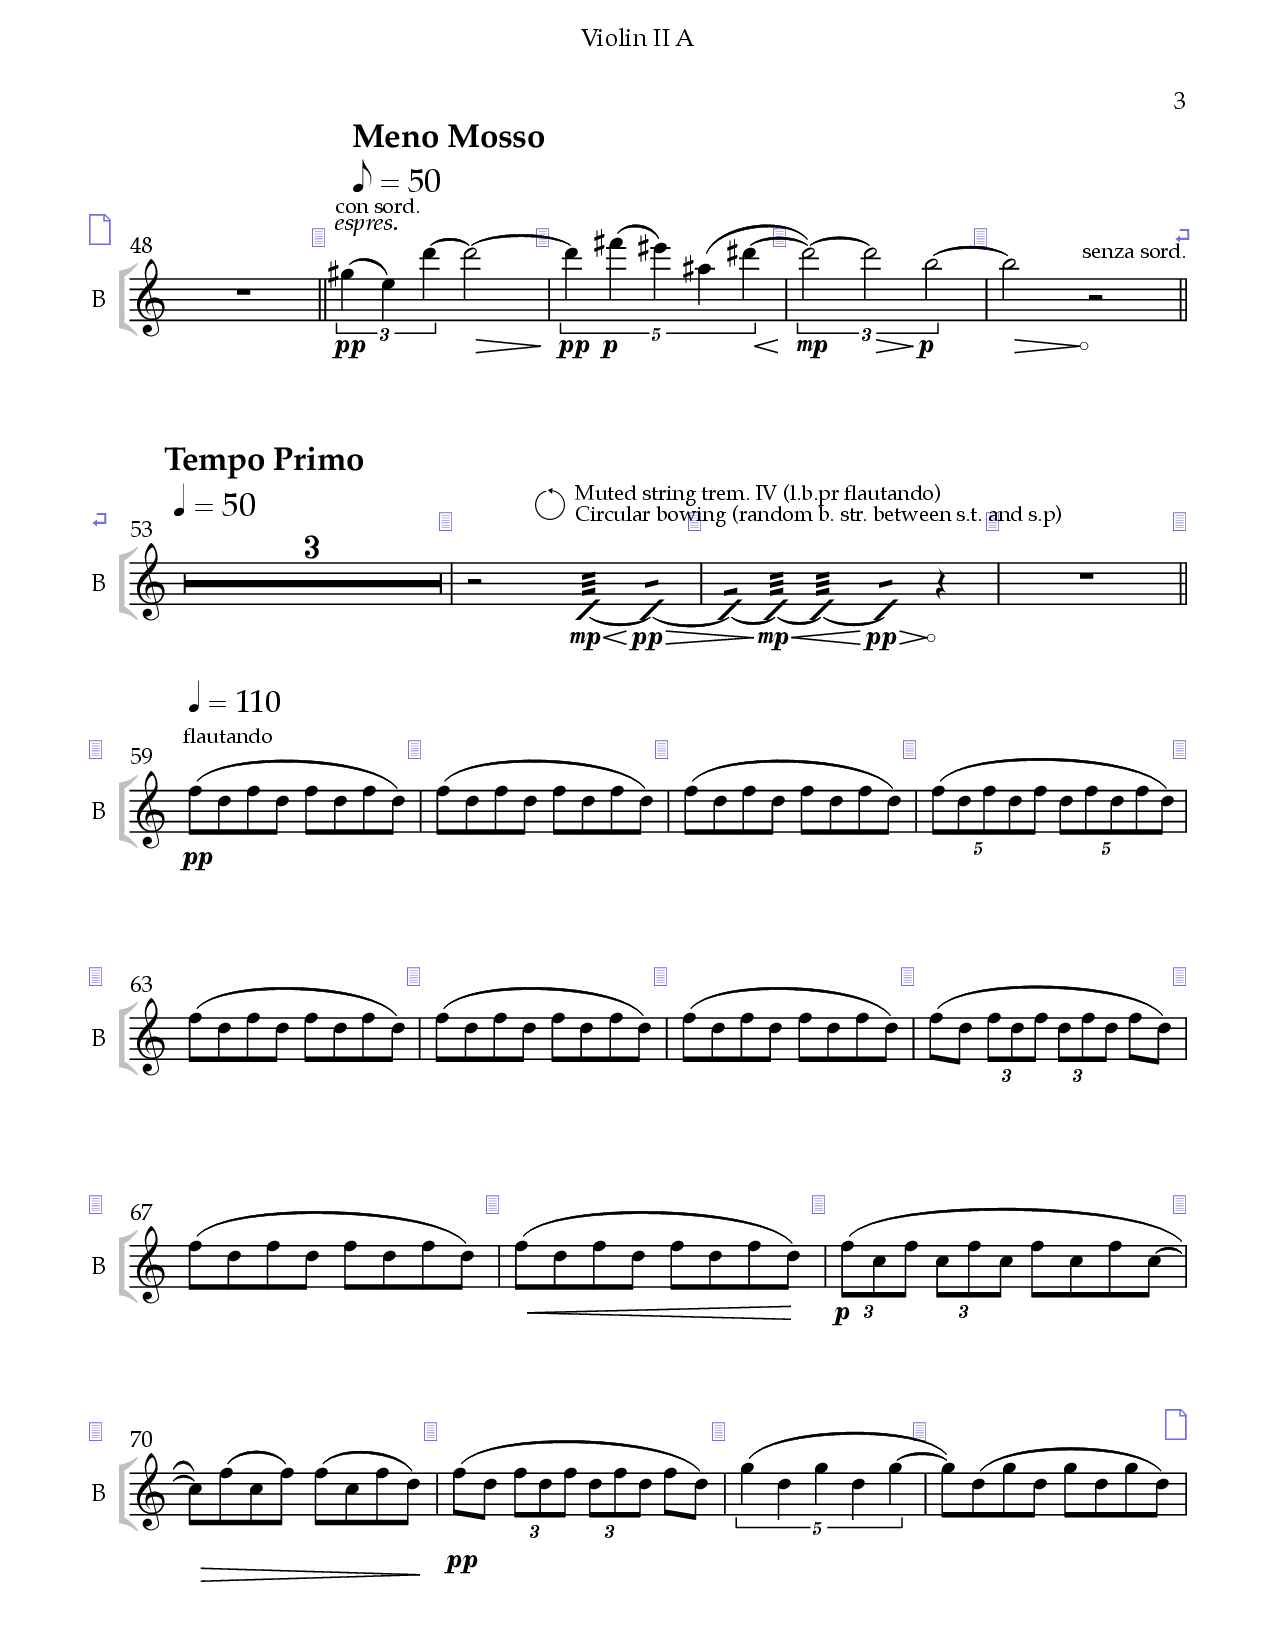 Violin II A
3
Meno Mosso
= 50
con sord.
espres.
48
senza sord.
B
3 5 3
pp pp p mp p
Tempo Primo
= 50
Muted string trem. IV (l.b.pr flautando)
Circular bowing (random b. str. between s.t. and s.p)
53
3
B
mp pp mp pp
= 110
flautando
59
B
5 5
pp
63
B
3 3
67
B
p 3 3
70
B
3 3 5
pp